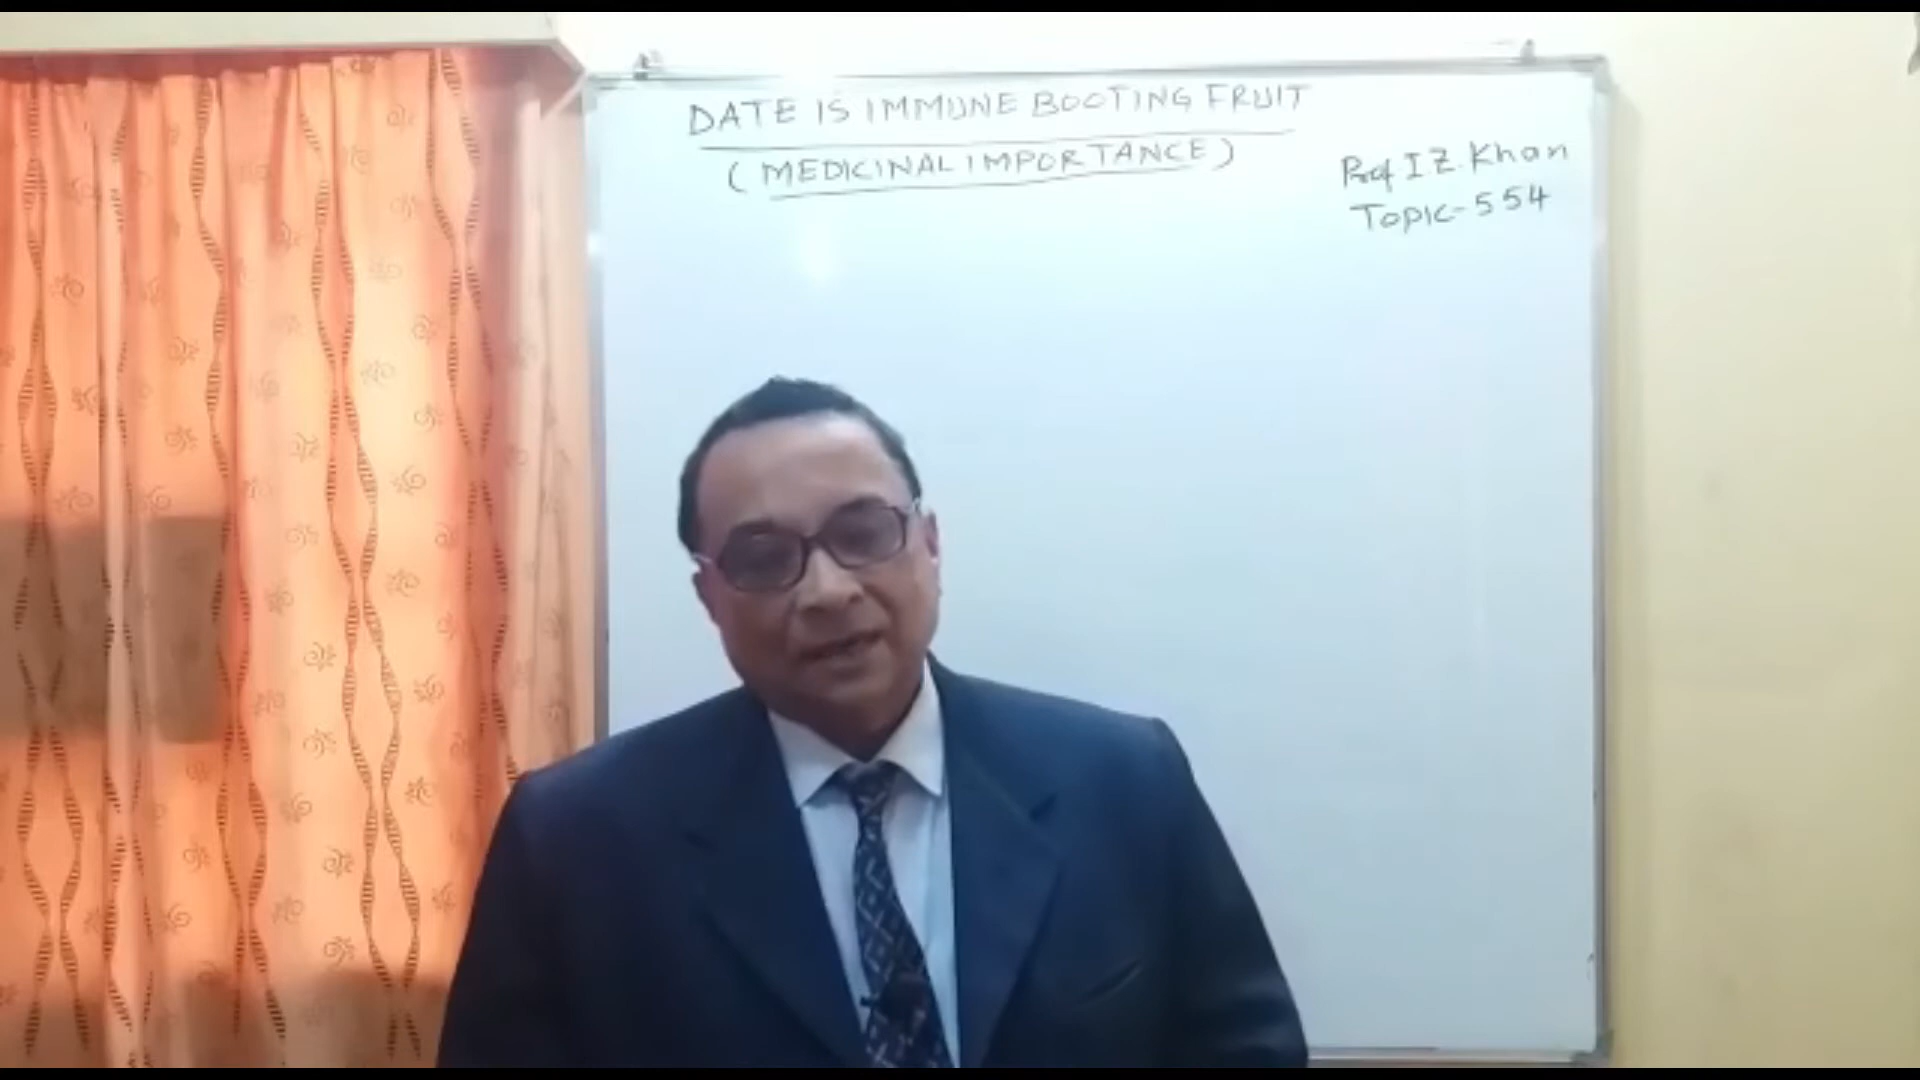 DATE IS IMMUNE BOOTING FRUIT
(MEDICINAL IMPORTANCE)
Prof I Z. Khan
Topic-554